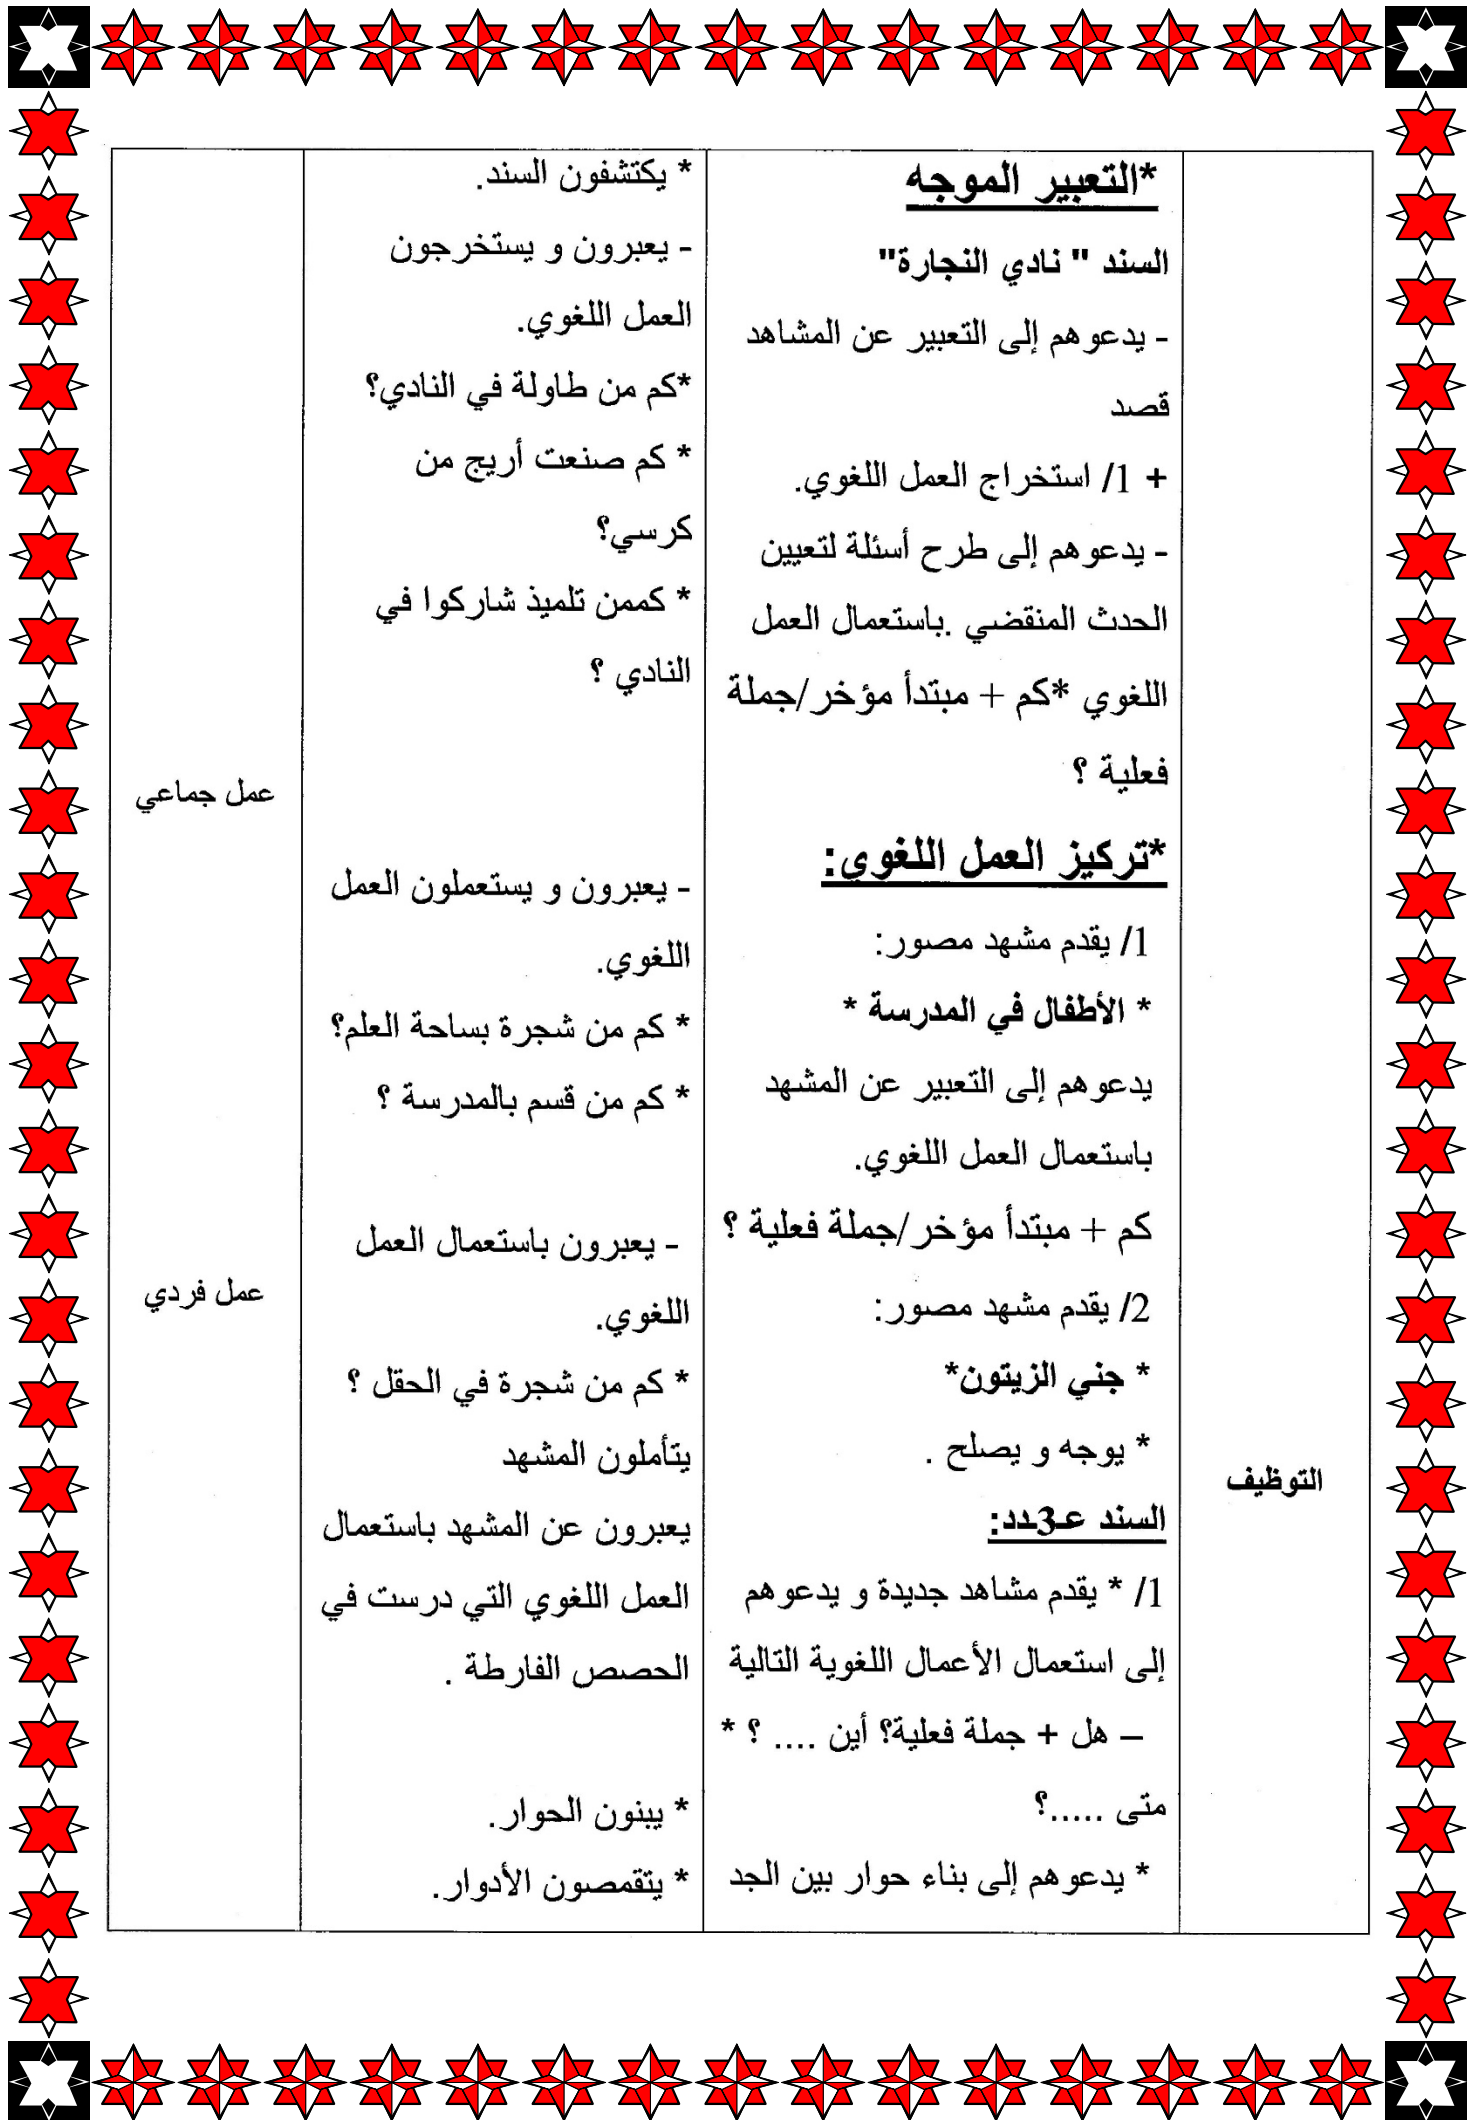 التوظيف
*التعبير الموجه
السند " نادي النجارة"
- يدعوهم إلى التعبير عن المشاهد
قصد
+ 1/ استخراج العمل اللغوي.
- يدعوهم إلى طرح أسئلة لتعيين
الحدث المنقضي .باستعمال العمل
اللغوي *كم + مبتدأ مؤخر/جملة
فعلية ؟
*تركيز العمل اللغوي:
1/ يقدم مشهد مصور:
* الأطفال في المدرسة *
يدعوهم إلى التعبير عن المشهد
باستعمال العمل اللغوي.
كم + مبتدأ مؤخر/جملة فعلية ؟
2/ يقدم مشهد مصور:
* جني الزيتون*
* يوجه و يصلح .
السند عـ3ـدد:
1/ * يقدم مشاهد جديدة و يدعوهم
إلى استعمال الأعمال اللغوية التالية
– هل + جملة فعلية؟ أين .... ؟ *
متى .....؟
* يدعوهم إلى بناء حوار بين الجد
* يكتشفون السند.
- يعبرون و يستخرجون
العمل اللغوي.
*كم من طاولة في النادي؟
* كم صنعت أريج من
كرسي؟
* كممن تلميذ شاركوا في
النادي ؟
- يعبرون و يستعملون العمل
اللغوي.
* كم من شجرة بساحة العلم؟
* كم من قسم بالمدرسة ؟
- يعبرون باستعمال العمل
اللغوي.
* كم من شجرة في الحقل ؟
يتأملون المشهد
يعبرون عن المشهد باستعمال
العمل اللغوي التي درست في
الحصص الفارطة .
* يبنون الحوار.
* يتقمصون الأدوار.
عمل جماعي
عمل فردي